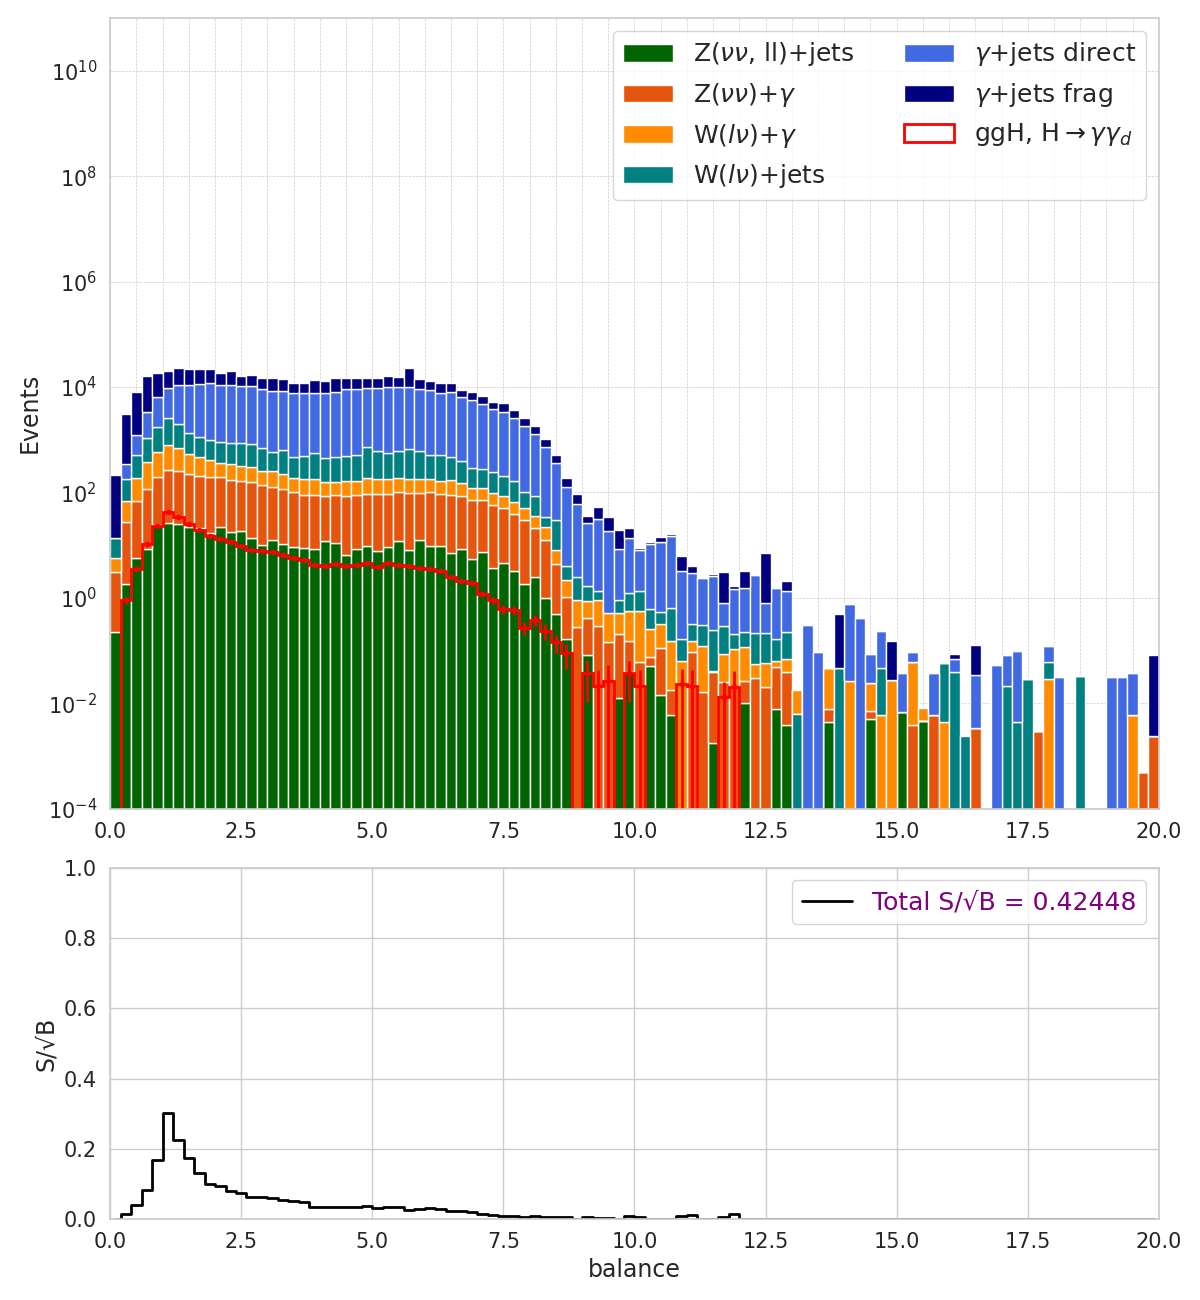 Z(νν, ll)+jets
Z(νν)+γ
W(lν)+γ
W(lν)+jets
γ+jets direct
γ+jets frag
ggH, H→γγ_d
Events
10^10
10^8
10^6
10^4
10^2
10^0
10^−2
10^−4
0.0 2.5 5.0 7.5 10.0 12.5 15.0 17.5 20.0
Total S/√B = 0.42448
S/√B
1.0
0.8
0.6
0.4
0.2
0.0
0.0 2.5 5.0 7.5 10.0 12.5 15.0 17.5 20.0
balance